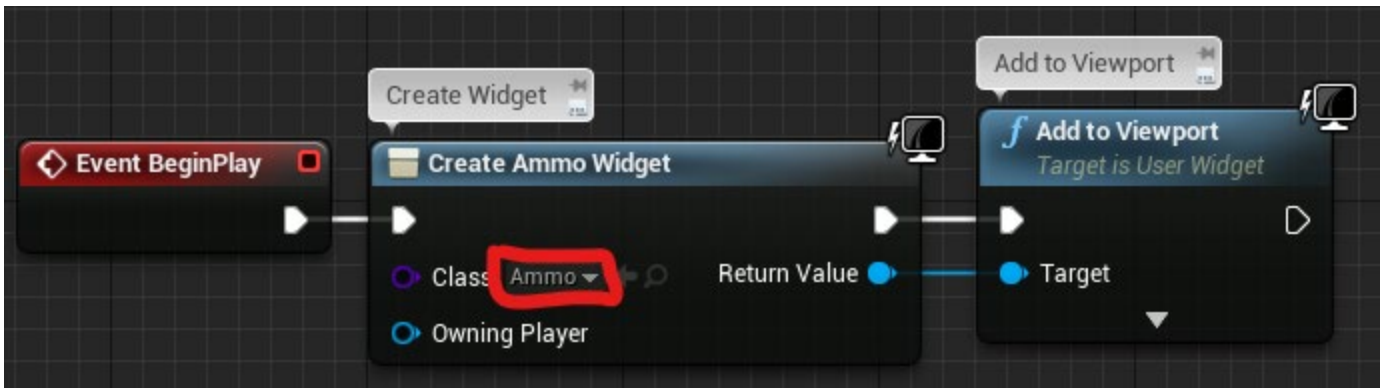 Create Widget
Add to Viewport
Event BeginPlay
Create Ammo Widget
f Add to Viewport
Target is User Widget
Class Ammo
Return Value
Target
Owning Player